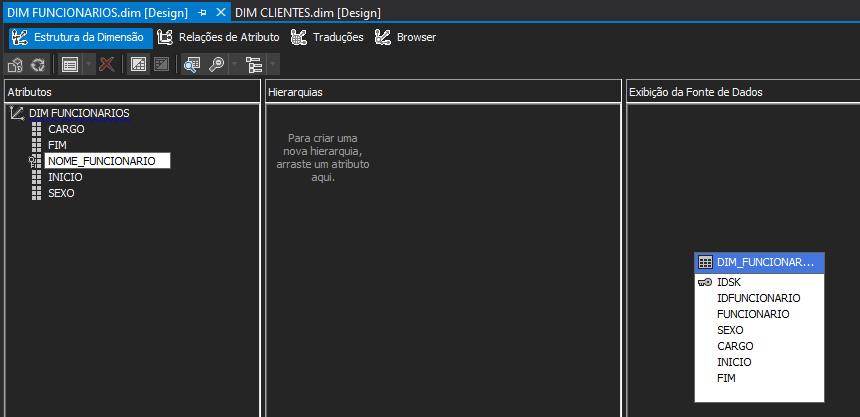 DIM FUNCIONARIOS.dim [Design]
DIM CLIENTES.dim [Design]
Estrutura da Dimensão
Relações de Atributo
Traduções
Browser
Atributos
DIM FUNCIONARIOS
CARGO
FIM
NOME_FUNCIONARIO
INICIO
SEXO
Hierarquias
Para criar uma
nova hierarquia,
arraste um atributo
aqui.
Exibição da Fonte de Dados
DIM_FUNCIONAR...
IDSK
IDFUNCIONARIO
FUNCIONARIO
SEXO
CARGO
INICIO
FIM